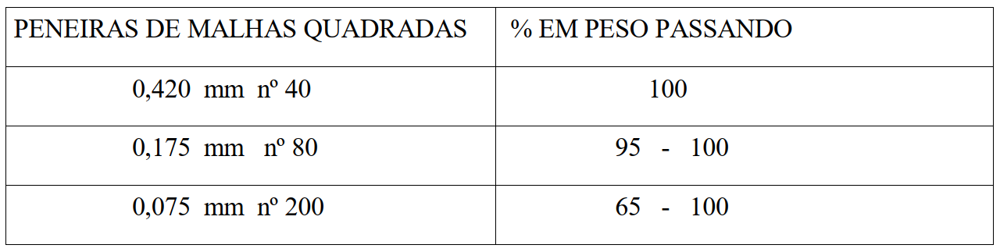 PENEIRAS DE MALHAS QUADRADAS % EM PESO PASSANDO
0,420 mm nº 40 100
0,175 mm nº 80 95 - 100
0,075 mm nº 200 65 - 100